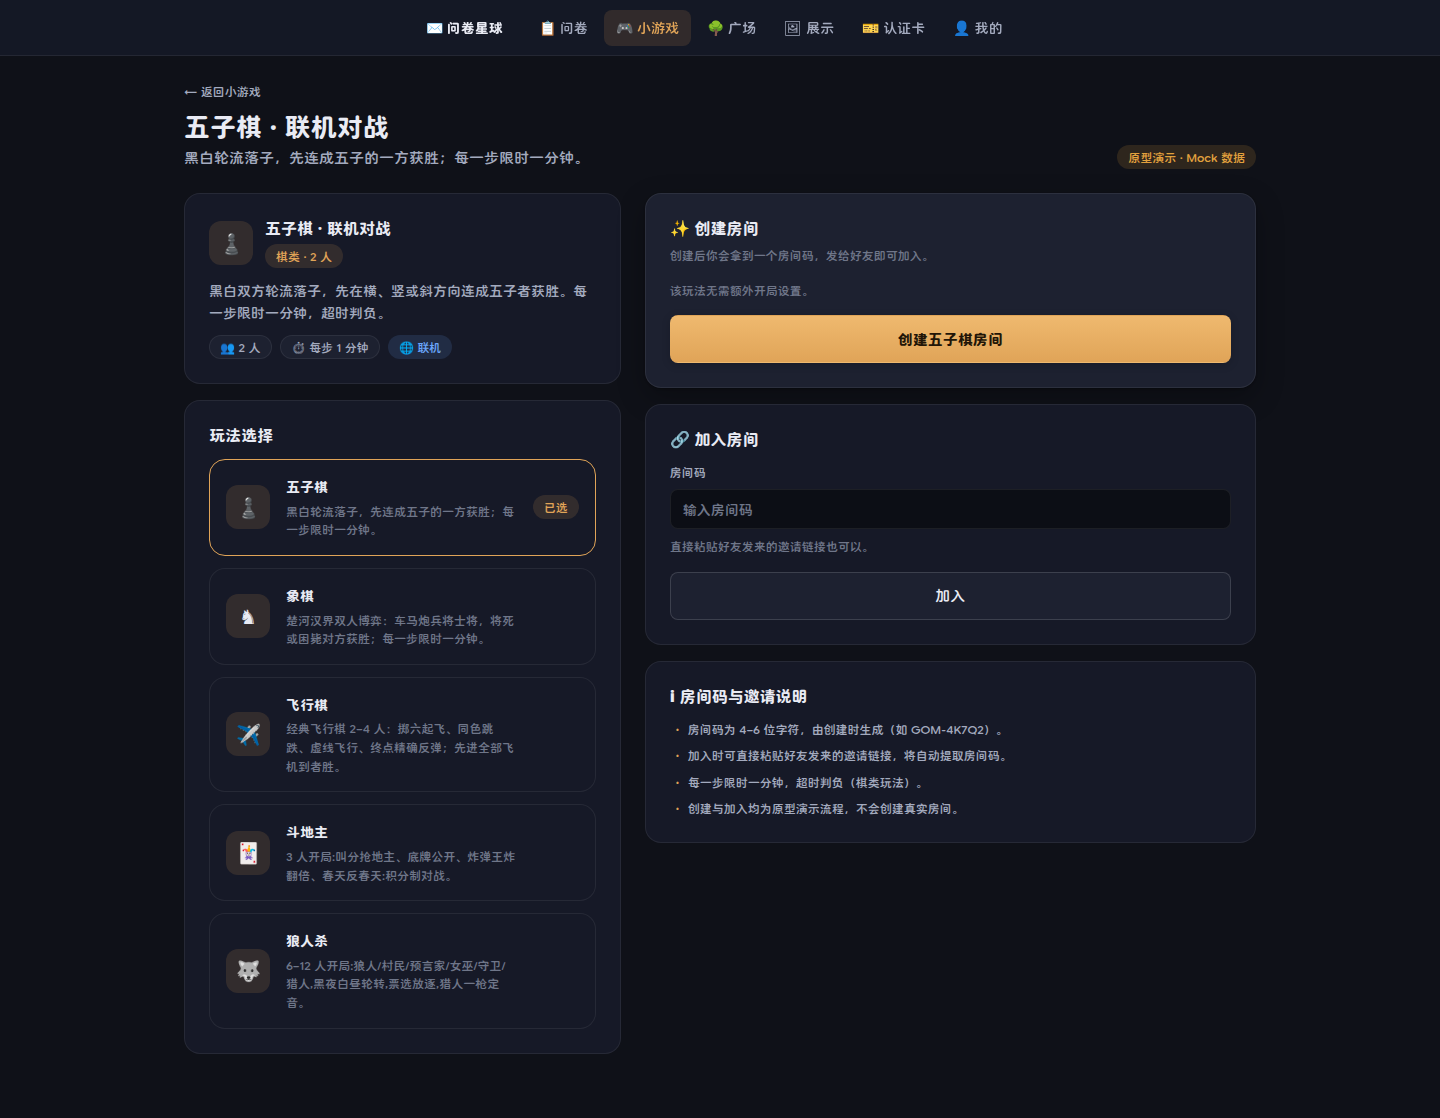 问卷星球
问卷
小游戏
广场
展示
认证卡
我的
← 返回小游戏
五子棋 · 联机对战
黑白轮流落子，先连成五子的一方获胜；每一步限时一分钟。
原型演示 · Mock 数据
五子棋 · 联机对战
棋类 · 2 人
黑白双方轮流落子，先在横、竖或斜方向连成五子者获胜。每
一步限时一分钟，超时判负。
2 人
每步 1 分钟
联机
玩法选择
五子棋
黑白轮流落子，先连成五子的一方获胜；每
一步限时一分钟。
已选
象棋
楚河汉界双人博弈：车马炮兵将士将，将死
或困毙对方获胜；每一步限时一分钟。
飞行棋
经典飞行棋 2–4 人：掷六起飞、同色跳
跌、虚线飞行、终点精确反弹；先进全部飞
机到者胜。
斗地主
3 人开局:叫分抢地主、底牌公开、炸弹王炸
翻倍、春天反春天:积分制对战。
狼人杀
6–12 人开局:狼人/村民/预言家/女巫/守卫/
猎人,黑夜白昼轮转,票选放逐,猎人一枪定
音。
创建房间
创建后你会拿到一个房间码，发给好友即可加入。
该玩法无需额外开局设置。
创建五子棋房间
加入房间
房间码
输入房间码
直接粘贴好友发来的邀请链接也可以。
加入
ℹ 房间码与邀请说明
· 房间码为 4–6 位字符，由创建时生成（如 GOM-4K7Q2）。
· 加入时可直接粘贴好友发来的邀请链接，将自动提取房间码。
· 每一步限时一分钟，超时判负（棋类玩法）。
· 创建与加入均为原型演示流程，不会创建真实房间。